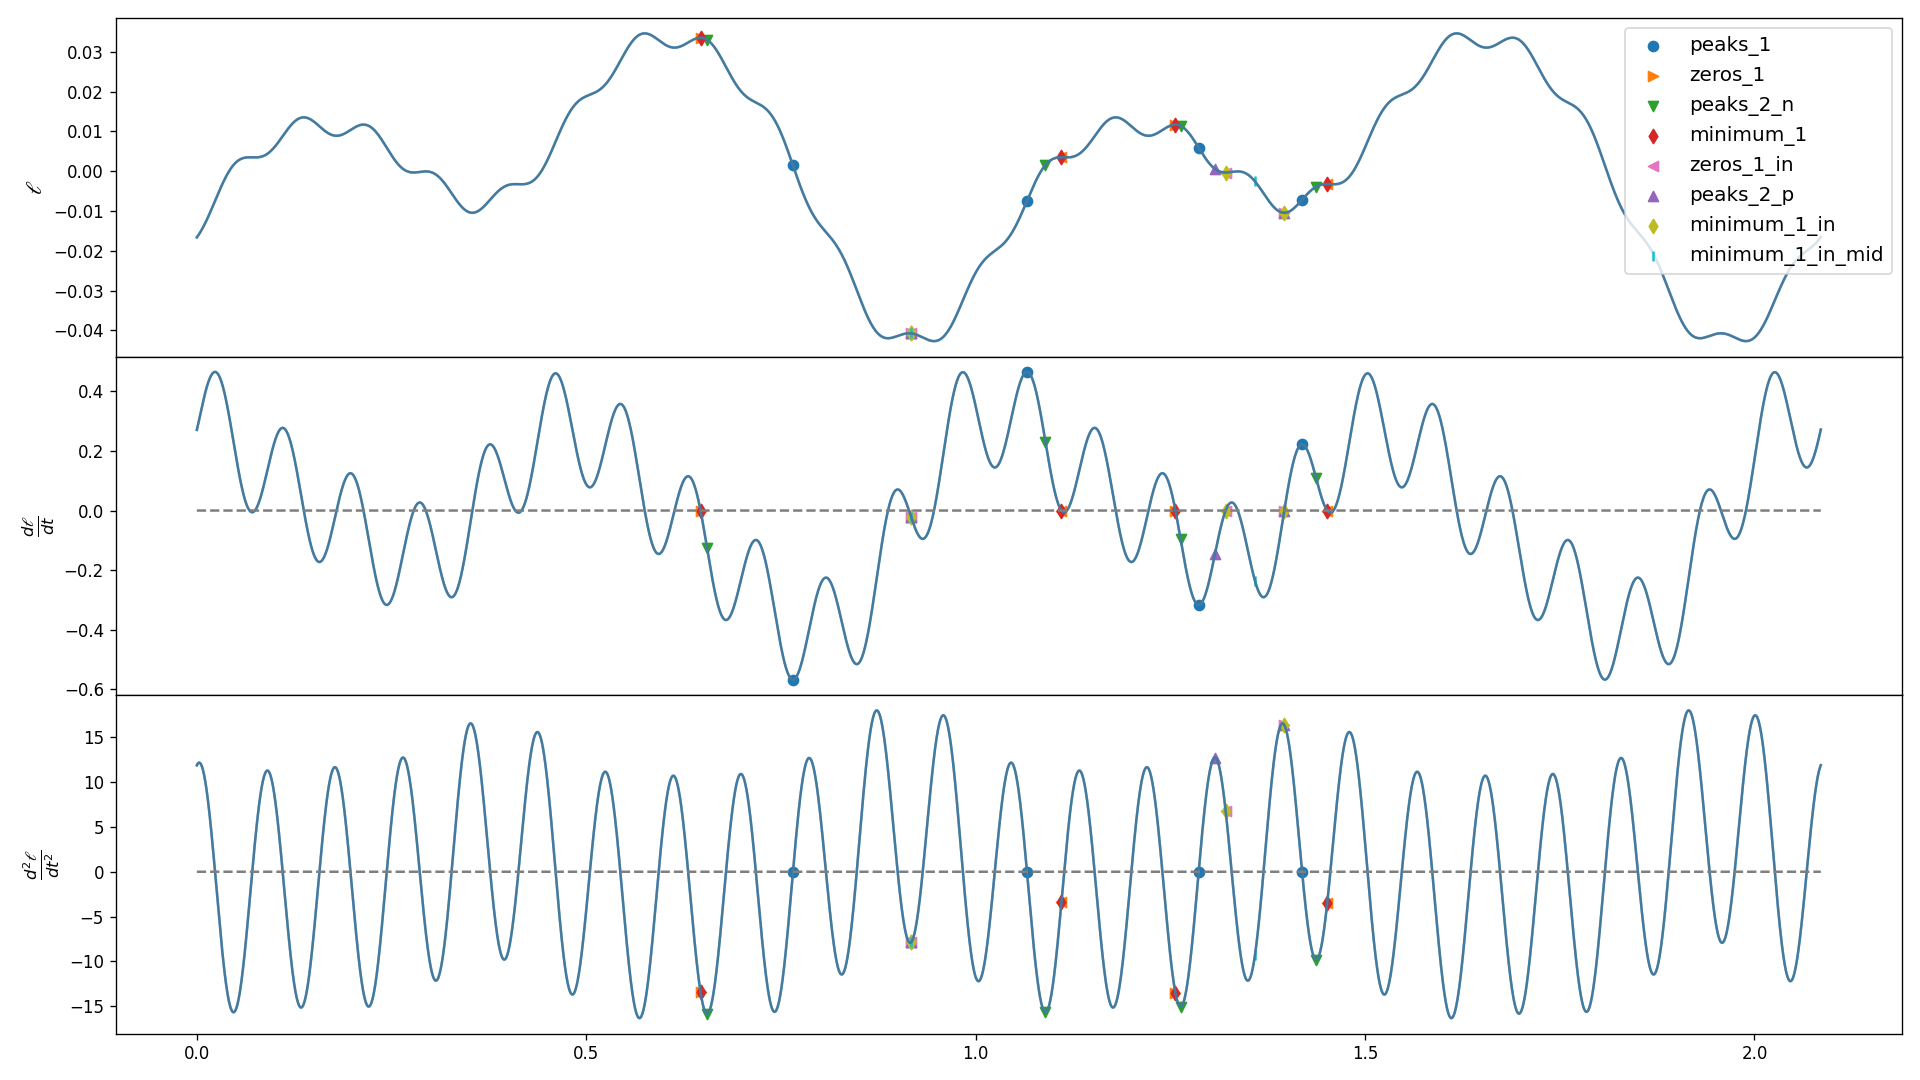 0.03
0.02
0.01
0.00
−0.01
−0.02
−0.03
−0.04
ℓ
peaks_1
zeros_1
peaks_2_n
minimum_1
zeros_1_in
peaks_2_p
minimum_1_in
minimum_1_in_mid
0.4
0.2
0.0
−0.2
−0.4
−0.6
dℓ
dt
15
10
5
0
−5
−10
−15
d²ℓ
dt²
0.0 0.5 1.0 1.5 2.0